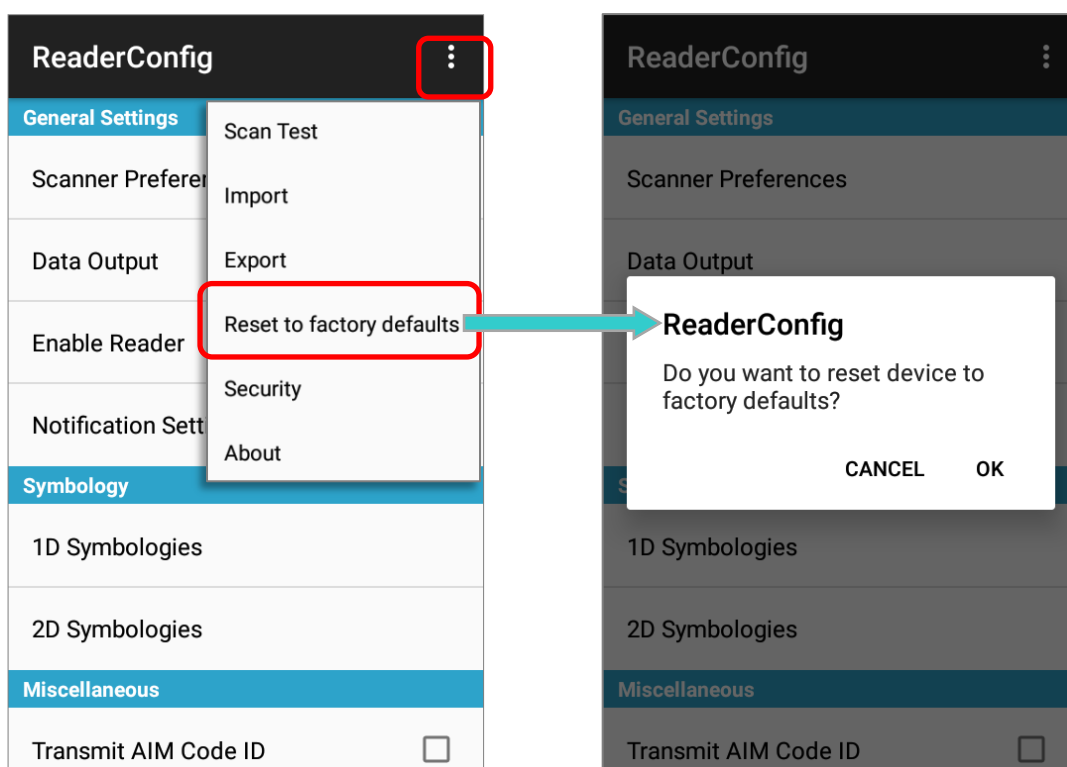 ReaderConfig
General Settings
Scan Test
Scanner Prefere
Import
Data Output
Export
Reset to factory defaults
Enable Reader
Security
Notification Sett
About
Symbology
1D Symbologies
2D Symbologies
Miscellaneous
Transmit AIM Code ID
ReaderConfig
General Settings
Scanner Preferences
Data Output
ReaderConfig
Do you want to reset device to
factory defaults?
CANCEL OK
S
1D Symbologies
2D Symbologies
Miscellaneous
Transmit AIM Code ID